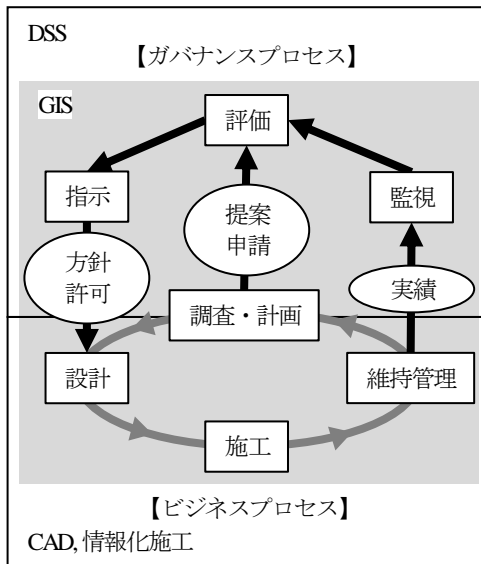 DSS
【ガバナンスプロセス】
GIS
評価
指示
提案
申請
監視
方針
許可
実績
調査・計画
設計
維持管理
施工
【ビジネスプロセス】
CAD, 情報化施工